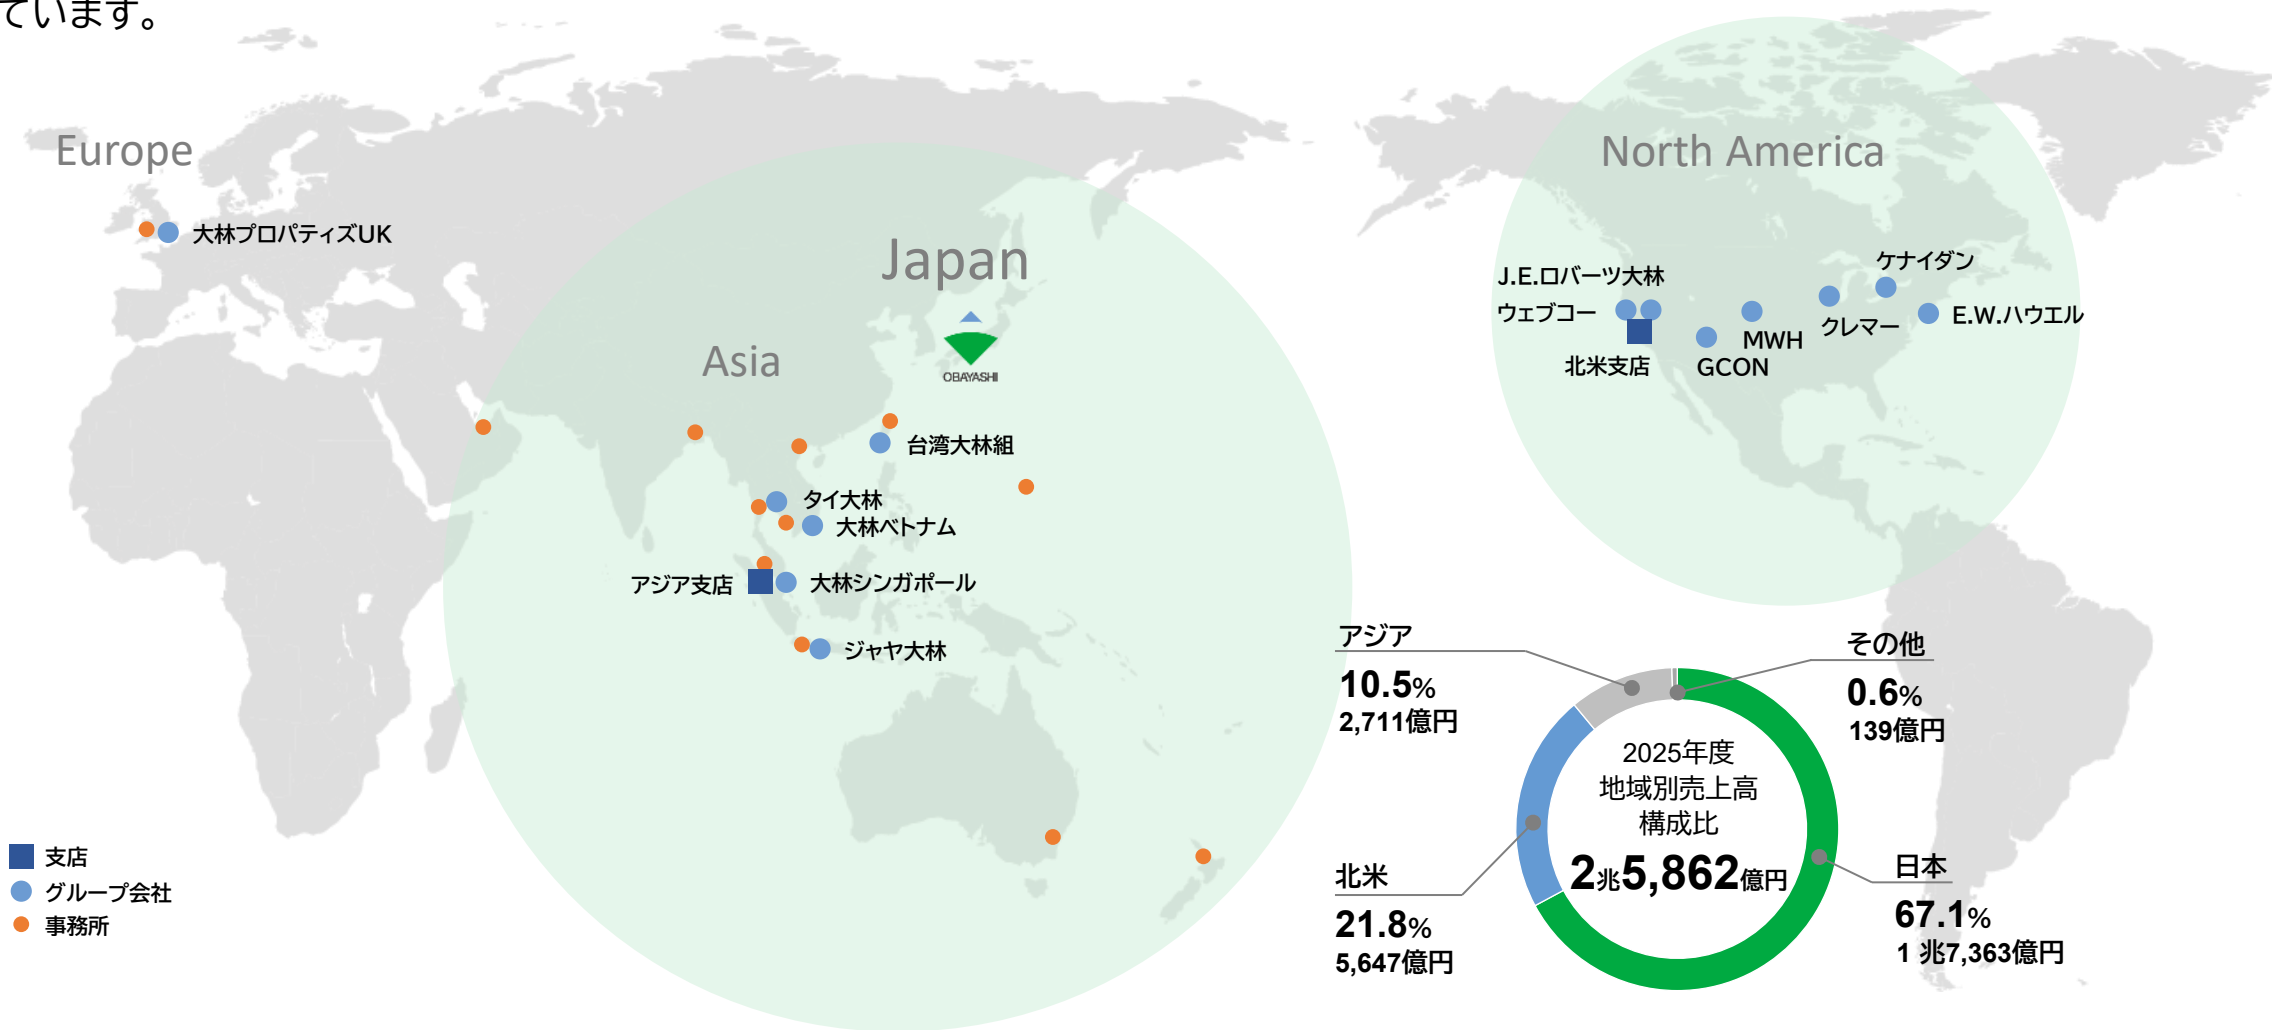 ています。
Europe
大林プロパティズUK
Japan
OBAYASHI
Asia
台湾大林組
タイ大林
大林ベトナム
アジア支店
大林シンガポール
ジャヤ大林
North America
J.E.ロバーツ大林
ウェブコー
北米支店
GCON
MWH
クレマー
ケナイダン
E.W.ハウエル
支店
グループ会社
事務所
アジア
10.5%
2,711億円
その他
0.6%
139億円
2025年度
地域別売上高
構成比
2兆5,862億円
北米
21.8%
5,647億円
日本
67.1%
1 兆7,363億円